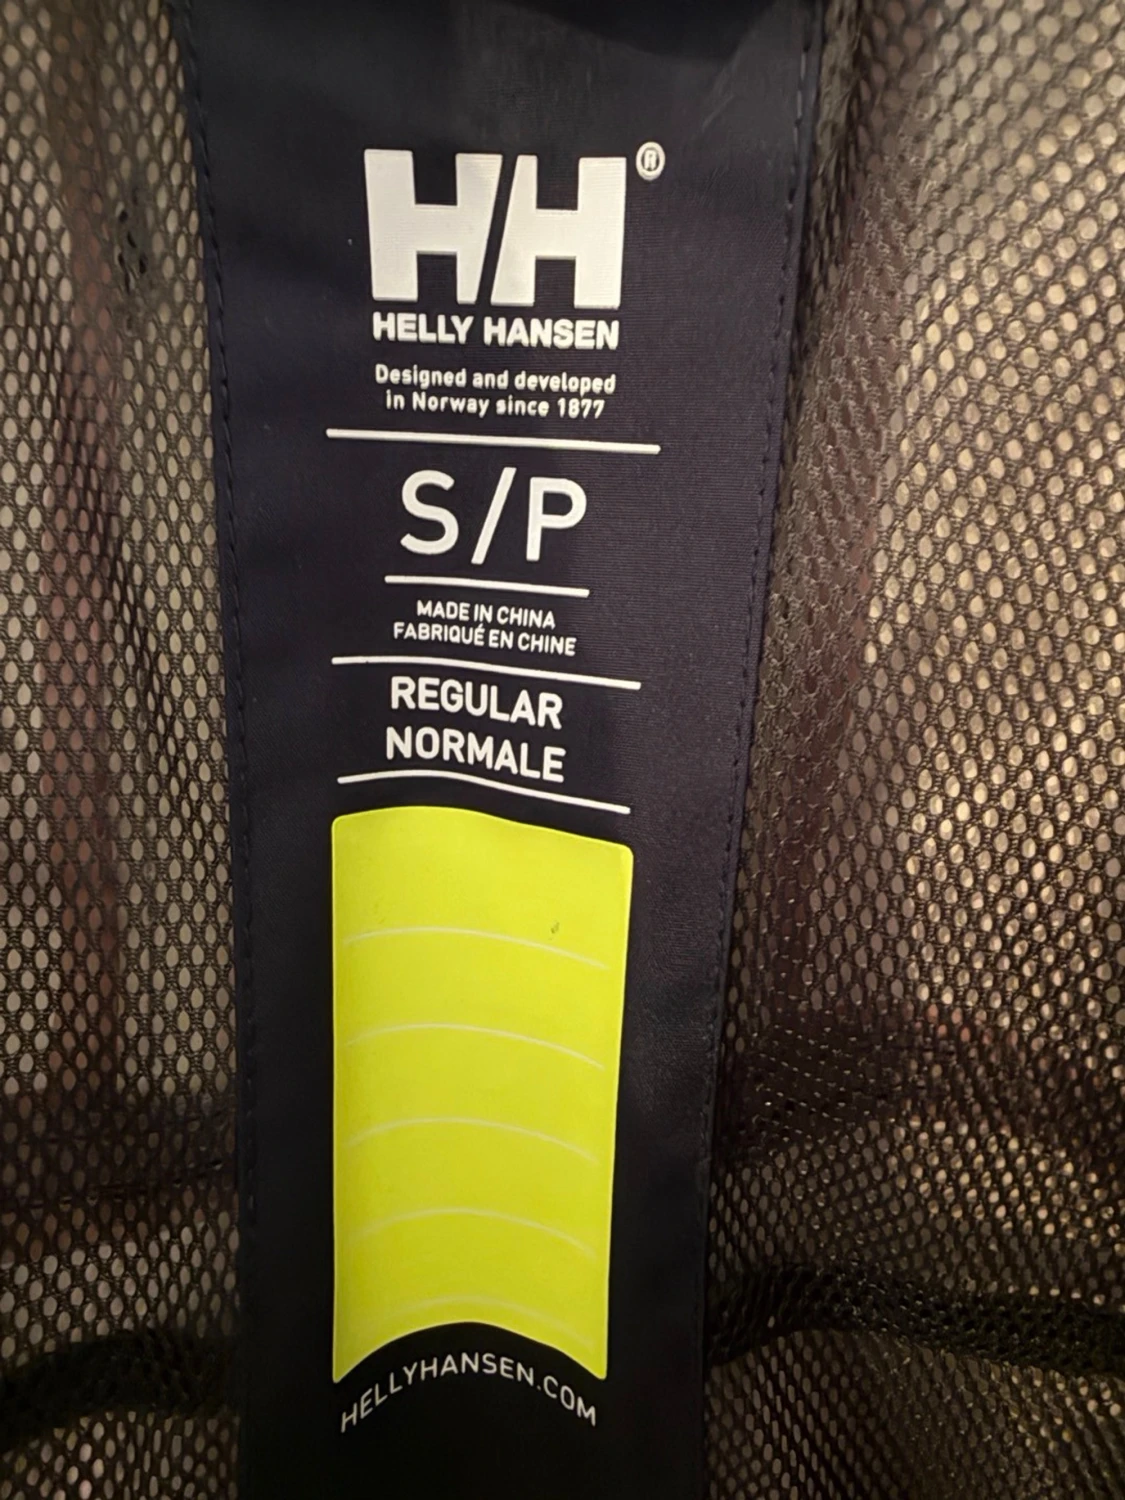 HH®
HELLY HANSEN
Designed and developed
in Norway since 1877
S/P
MADE IN CHINA
FABRIQUÉ EN CHINE
REGULAR
NORMALE
HELLYHANSEN.COM